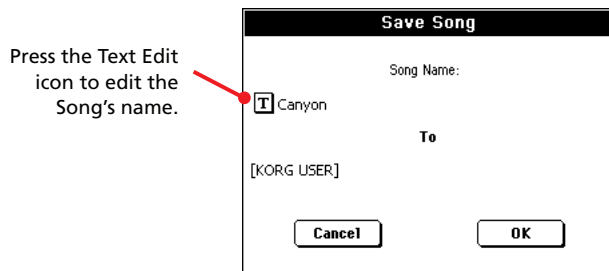 Save Song
Press the Text Edit
icon to edit the
Song's name.
Song Name:
T Canyon
To
[KORG USER]
Cancel
OK